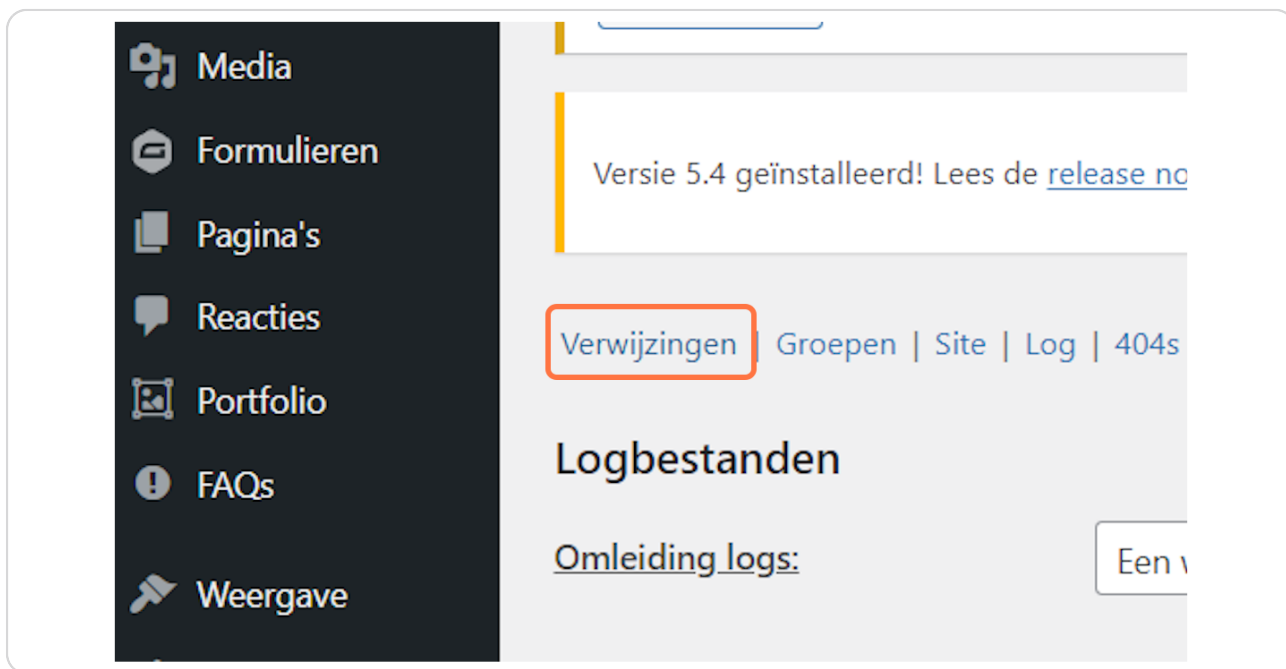 Media
Formulieren
Pagina's
Reacties
Portfolio
FAQs
Weergave
Versie 5.4 geïnstalleerd! Lees de release no
Verwijzingen | Groepen | Site | Log | 404s
Logbestanden
Omleiding logs:
Een